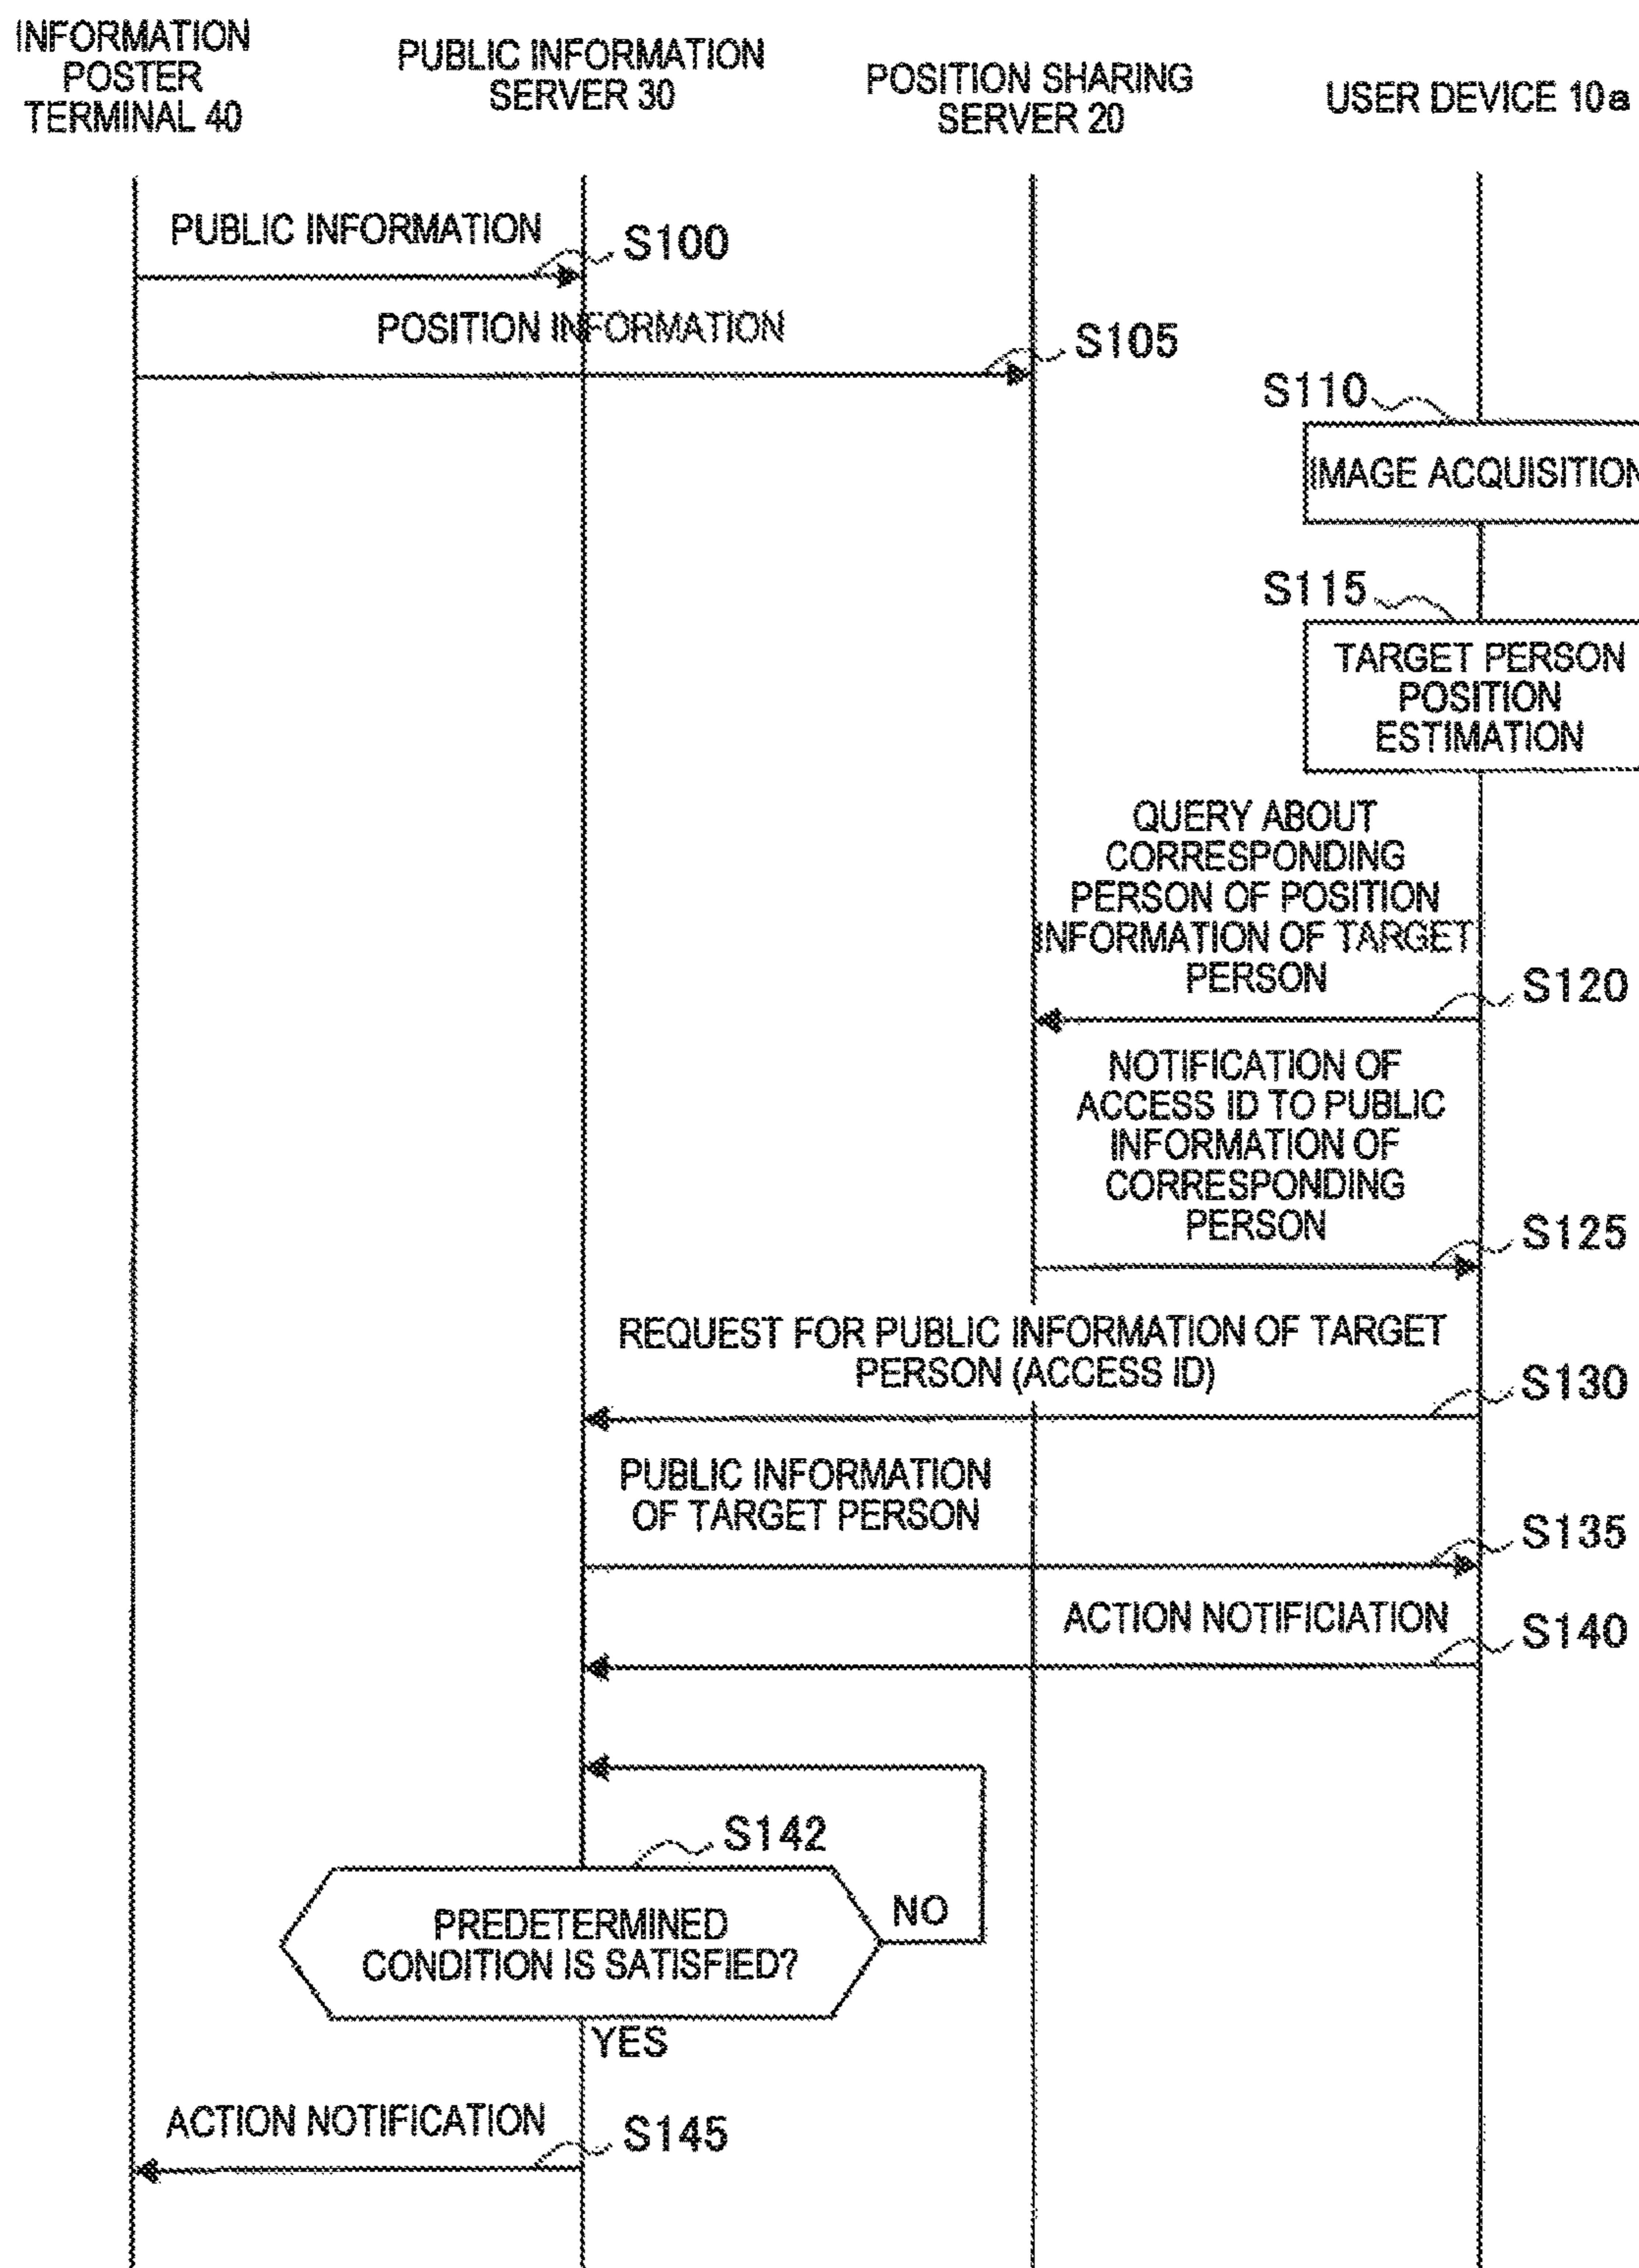 INFORMATION
POSTER
TERMINAL 40
PUBLIC INFORMATION
SERVER 30
POSITION SHARING
SERVER 20
USER DEVICE 10a
PUBLIC INFORMATION
S100
POSITION INFORMATION
S105
S110
IMAGE ACQUISITION
S115
TARGET PERSON
POSITION
ESTIMATION
QUERY ABOUT
CORRESPONDING
PERSON OF POSITION
INFORMATION OF TARGET
PERSON
S120
NOTIFICATION OF
ACCESS ID TO PUBLIC
INFORMATION OF
CORRESPONDING
PERSON
S125
REQUEST FOR PUBLIC INFORMATION OF TARGET
PERSON (ACCESS ID)
S130
PUBLIC INFORMATION
OF TARGET PERSON
S135
ACTION NOTIFICIATION
S140
S142
PREDETERMINED
CONDITION IS SATISFIED?
NO
YES
ACTION NOTIFICATION
S145